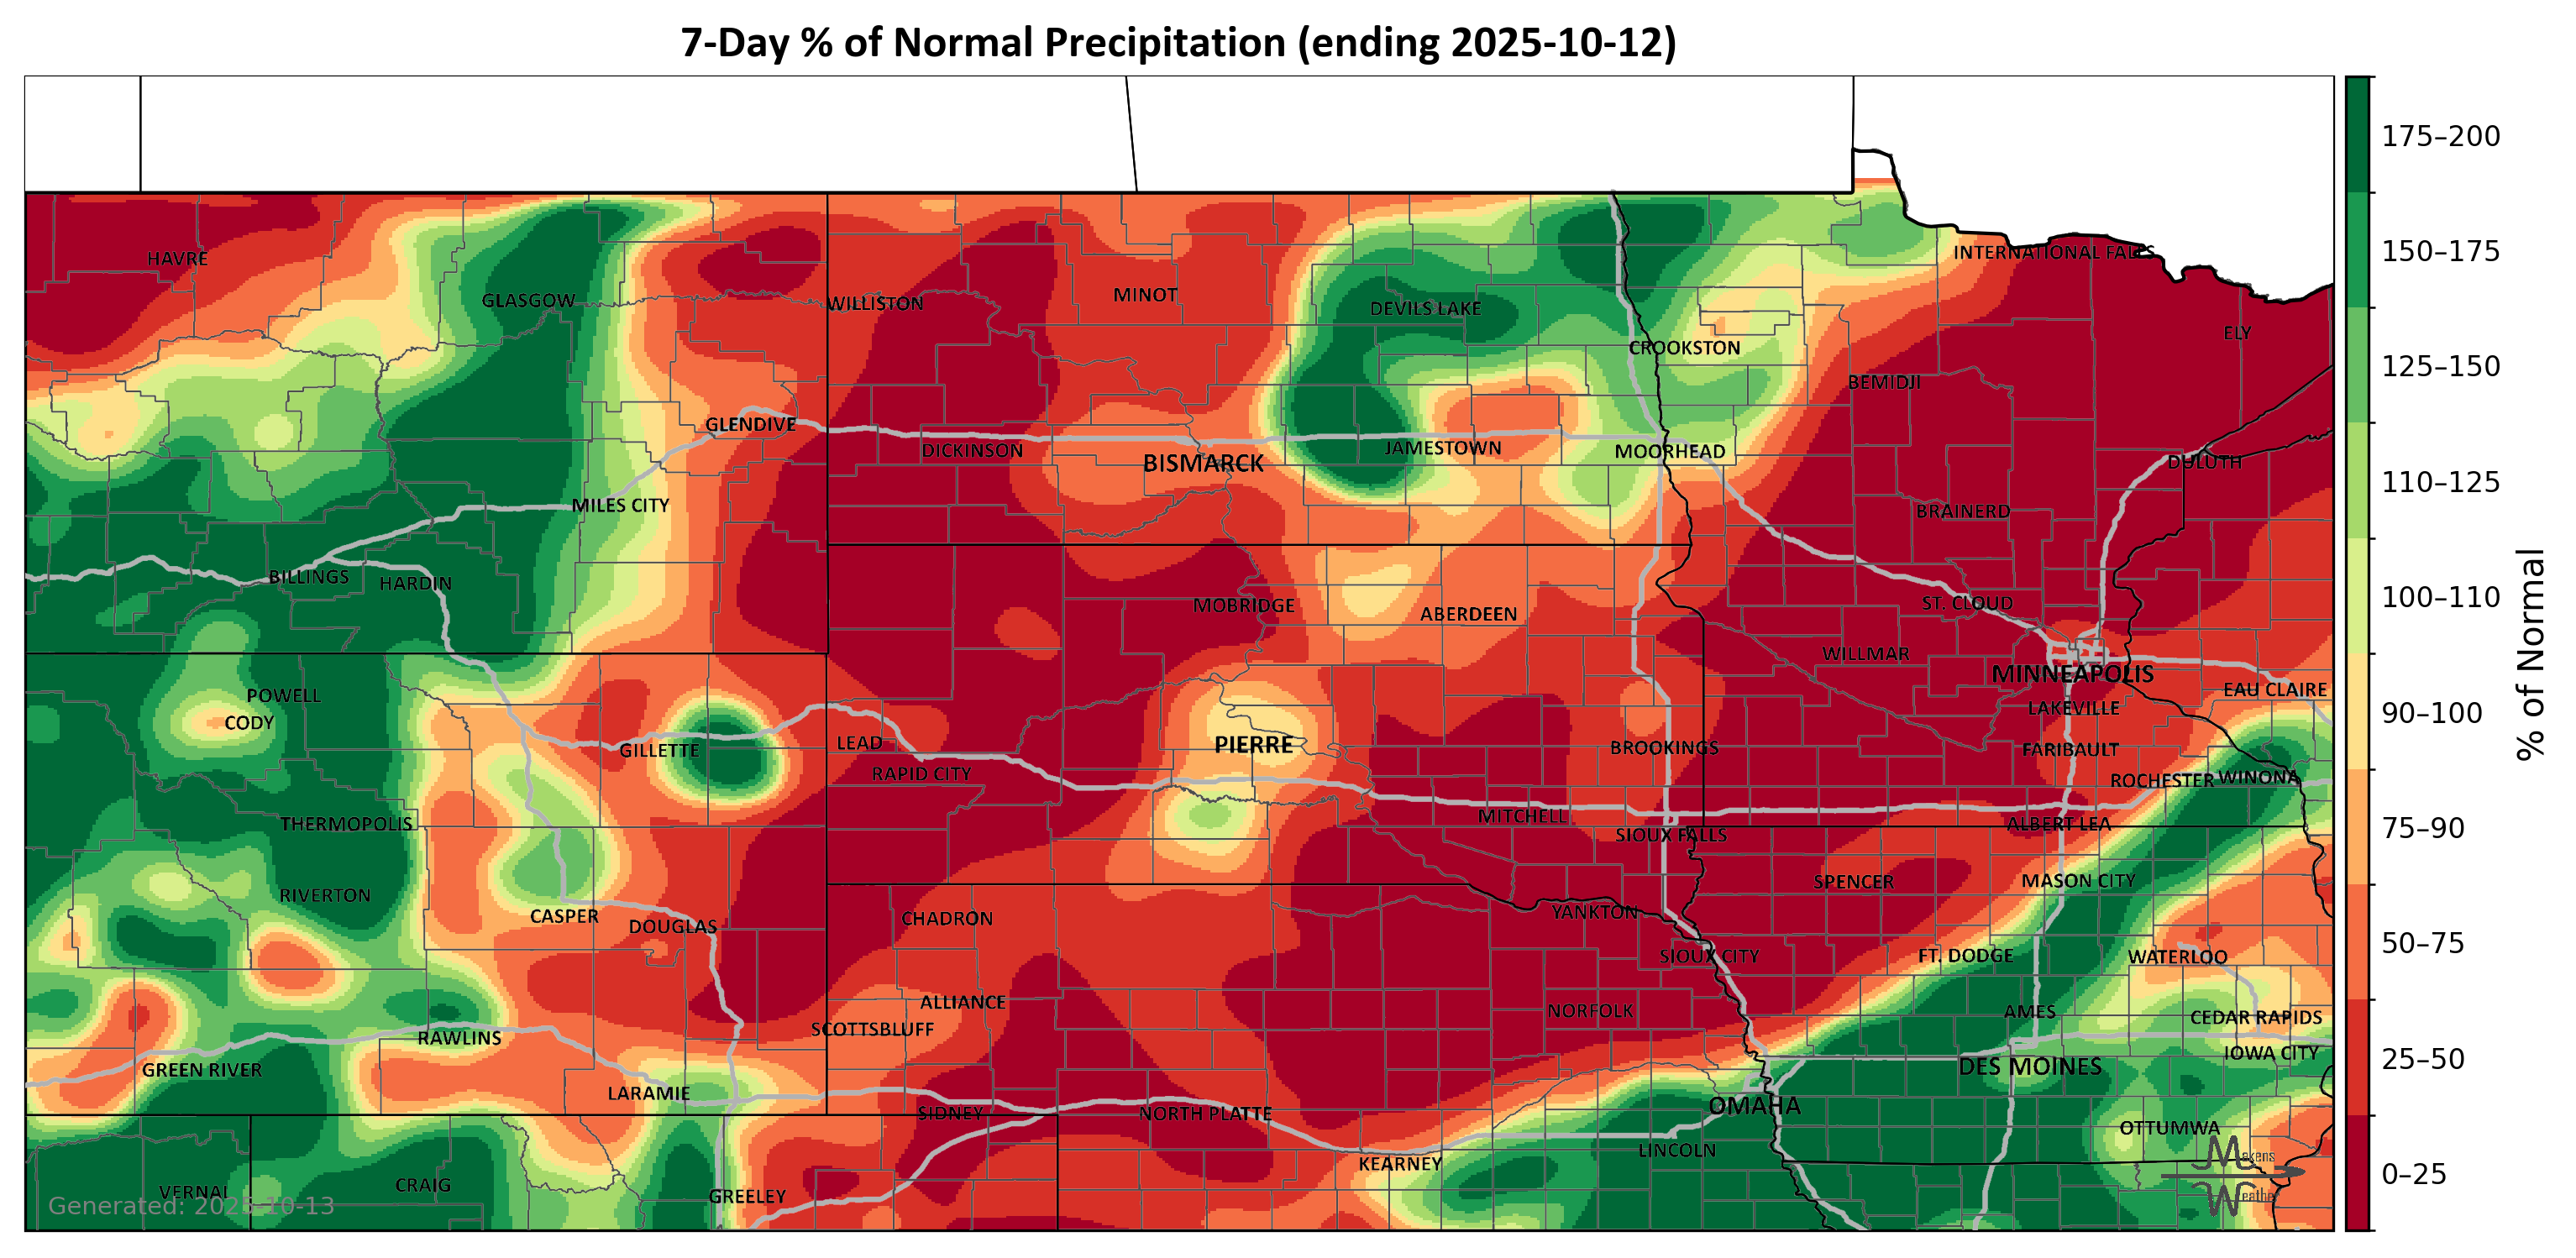 7-Day % of Normal Precipitation (ending 2025-10-12)
175–200
150–175
125–150
110–125
100–110
90–100
75–90
50–75
25–50
0–25
% of Normal
HAVRE
GLASGOW
WILLISTON
MINOT
DEVILS LAKE
CROOKSTON
INTERNATIONAL FALLS
ELY
BEMIDJI
GLENDIVE
DICKINSON
BISMARCK
JAMESTOWN
MOORHEAD
DULUTH
MILES CITY
BRAINERD
BILLINGS
HARDIN
MOBRIDGE
ABERDEEN
ST. CLOUD
WILLMAR
MINNEAPOLIS
EAU CLAIRE
LAKEVILLE
POWELL
CODY
GILLETTE
LEAD
RAPID CITY
PIERRE
BROOKINGS
FARIBAULT
ROCHESTER
WINONA
THERMOPOLIS
MITCHELL
SIOUX FALLS
ALBERT LEA
RIVERTON
CASPER
DOUGLAS
CHADRON
YANKTON
SPENCER
MASON CITY
SIOUX CITY
FT. DODGE
WATERLOO
ALLIANCE
SCOTTSBLUFF
NORFOLK
AMES
CEDAR RAPIDS
RAWLINS
GREEN RIVER
LARAMIE
DES MOINES
IOWA CITY
SIDNEY
NORTH PLATTE
OMAHA
OTTUMWA
LINCOLN
KEARNEY
VERNAL
CRAIG
GREELEY
Generated: 2025-10-13
Makens
Weather